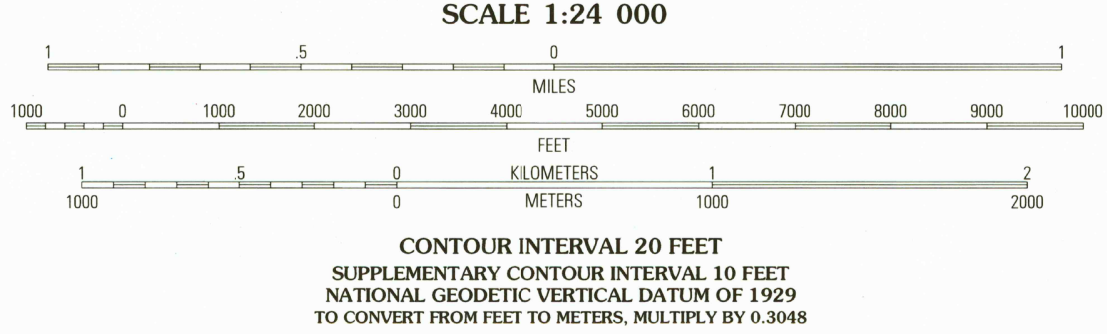 SCALE 1:24 000
1 .5 0 1
MILES
1000 0 1000 2000 3000 4000 5000 6000 7000 8000 9000 10000
FEET
1 .5 0 KILOMETERS 1 2
1000 0 METERS 1000 2000
CONTOUR INTERVAL 20 FEET
SUPPLEMENTARY CONTOUR INTERVAL 10 FEET
NATIONAL GEODETIC VERTICAL DATUM OF 1929
TO CONVERT FROM FEET TO METERS, MULTIPLY BY 0.3048